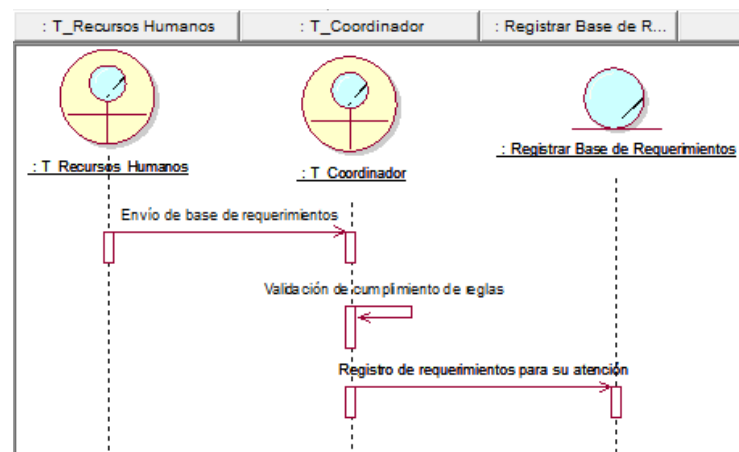 : T_Recursos Humanos
: T_Coordinador
: Registrar Base de R...
: T_Recursos Humanos
: T_Coordinador
: Registrar Base de Requerimientos
Envío de base de requerimientos
Validación de cumplimiento de reglas
Registro de requerimientos para su atención